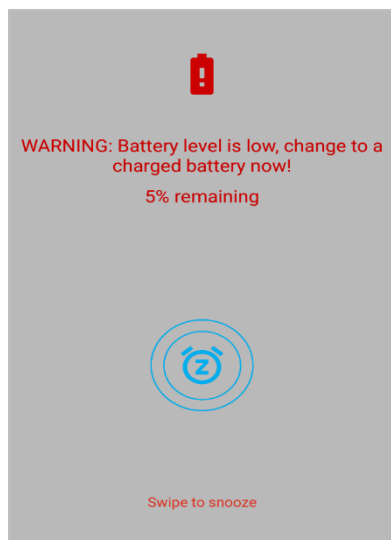 WARNING: Battery level is low, change to a
charged battery now!
5% remaining
Swipe to snooze